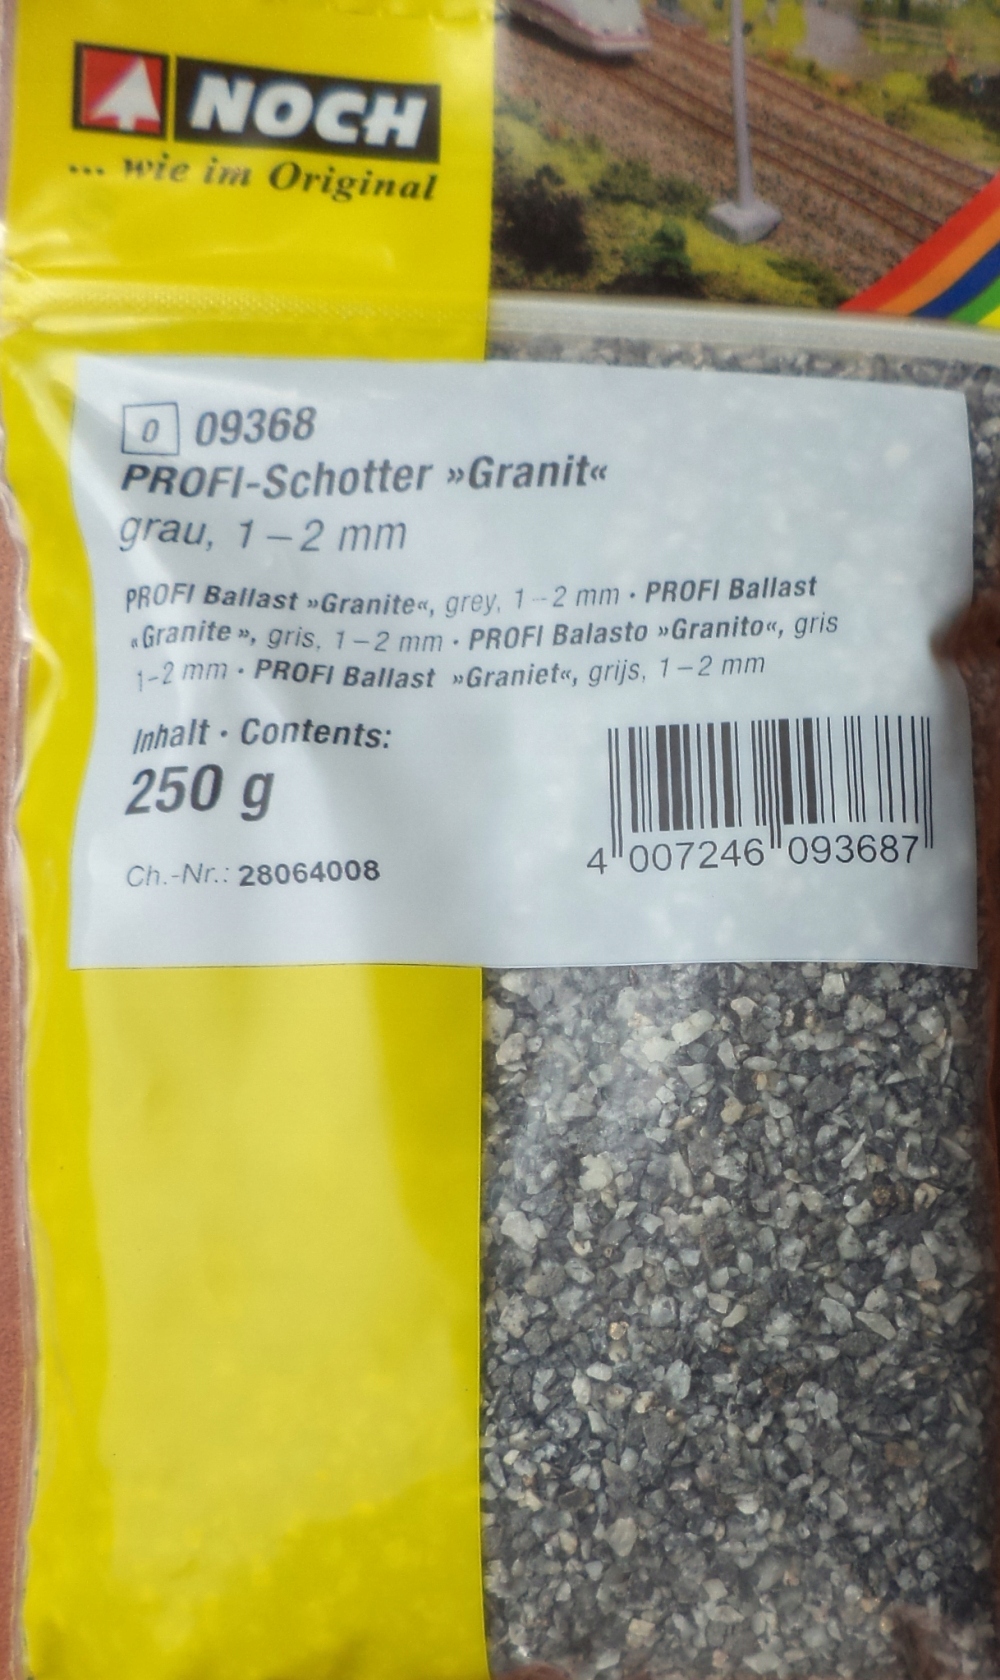 NOCH
... wie im Original
0 09368
PROFI-Schotter »Granit«
grau, 1–2 mm
PROFI Ballast »Granite«, grey, 1–2 mm · PROFI Ballast
«Granite», gris, 1–2 mm · PROFI Balasto »Granito«, gris
1-2 mm · PROFI Ballast »Graniet«, grijs, 1–2 mm
Inhalt · Contents:
250 g
Ch.-Nr.: 28064008
4 007246 093687